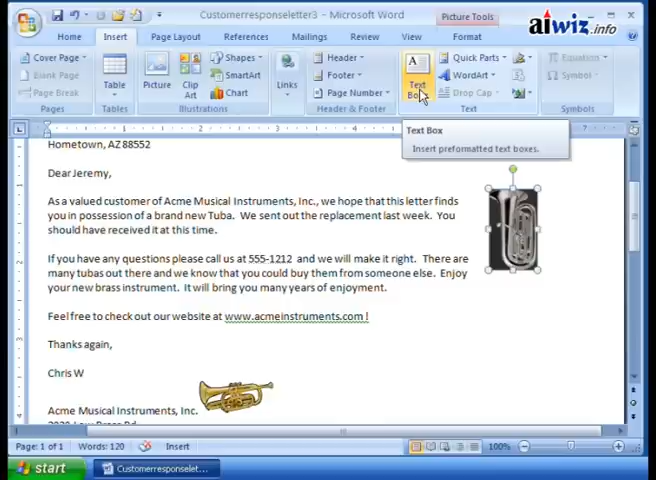 Customerresponseletter3 - Microsoft Word
Picture Tools
aiwiz.info
Home
Insert
Page Layout
References
Mailings
Review
View
Format
Cover Page
Blank Page
Page Break
Pages
Table
Tables
Picture
Clip
Art
Shapes
SmartArt
Chart
Illustrations
Links
Header
Footer
Page Number
Header & Footer
Text
Box
Quick Parts
WordArt
Drop Cap
Text
Equation
Symbol
Symbols
Text Box
Insert preformatted text boxes.
Hometown, AZ 88552
Dear Jeremy,
As a valued customer of Acme Musical Instruments, Inc., we hope that this letter finds
you in possession of a brand new Tuba. We sent out the replacement last week. You
should have received it at this time.
If you have any questions please call us at 555-1212 and we will make it right. There are
many tubas out there and we know that you could buy them from someone else. Enjoy
your new brass instrument. It will bring you many years of enjoyment.
Feel free to check out our website at www.acmeinstruments.com !
Thanks again,
Chris W
Acme Musical Instruments, Inc.
Page: 1 of 1
Words: 120
Insert
100%
start
Customerresponselet...